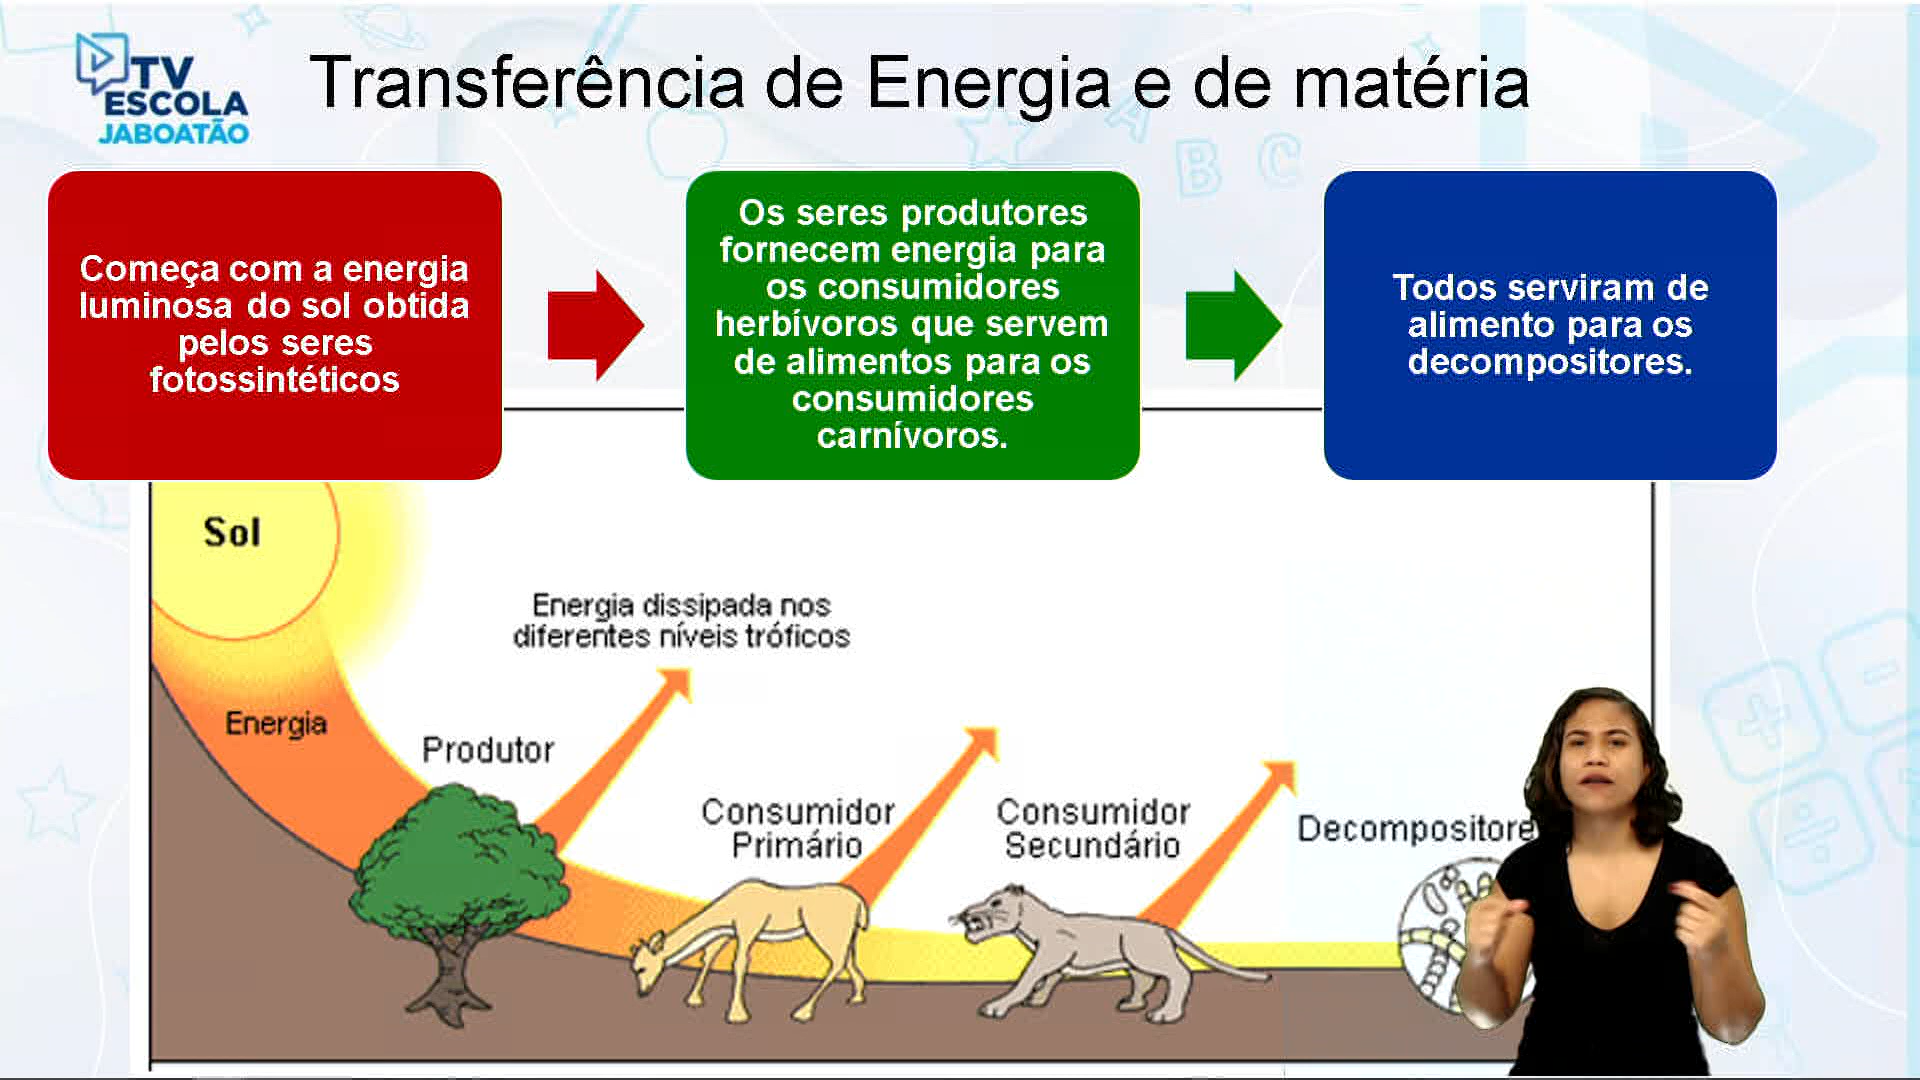 TV
ESCOLA
JABOATÃO
Transferência de Energia e de matéria
Começa com a energia
luminosa do sol obtida
pelos seres
fotossintéticos
Os seres produtores
fornecem energia para
os consumidores
herbívoros que servem
de alimentos para os
consumidores
carnívoros.
Todos serviram de
alimento para os
decompositores.
Sol
Energia dissipada nos
diferentes níveis tróficos
Energia
Produtor
Consumidor
Primário
Consumidor
Secundário
Decompositore
A
B
C